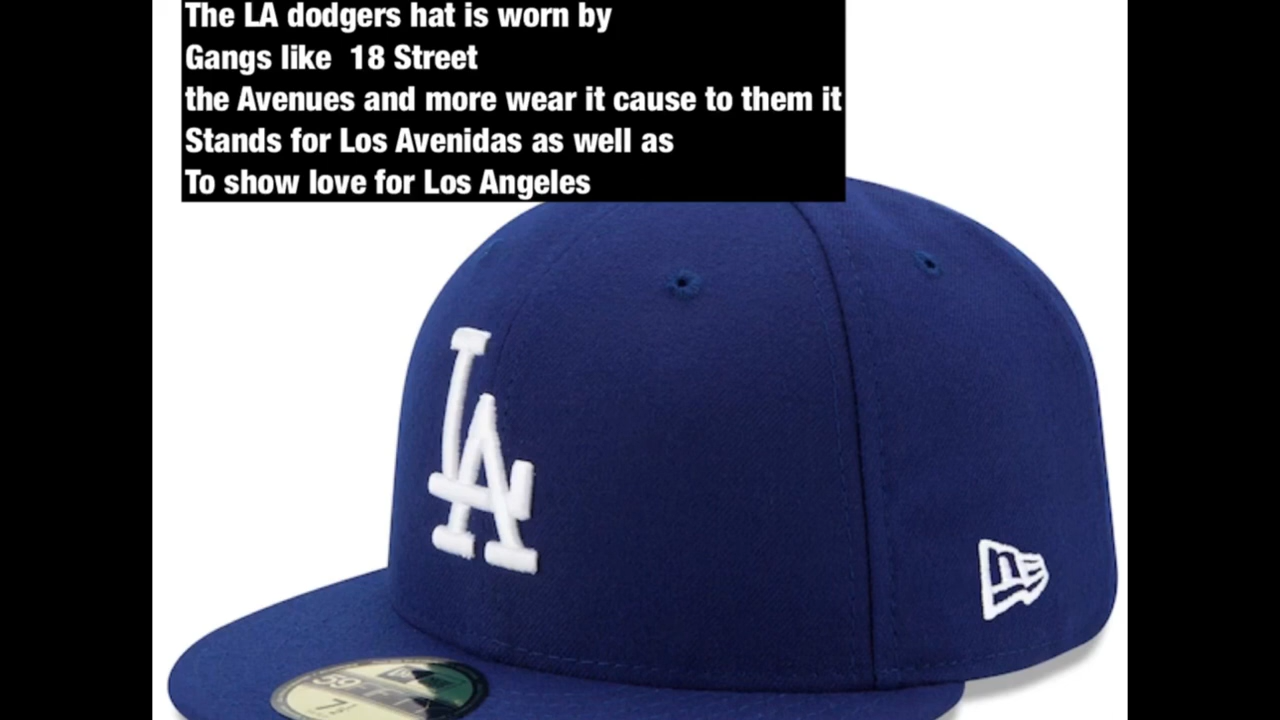 The LA dodgers hat is worn by
Gangs like 18 Street
the Avenues and more wear it cause to them it
Stands for Los Avenidas as well as
To show love for Los Angeles
LA
59FIFTY